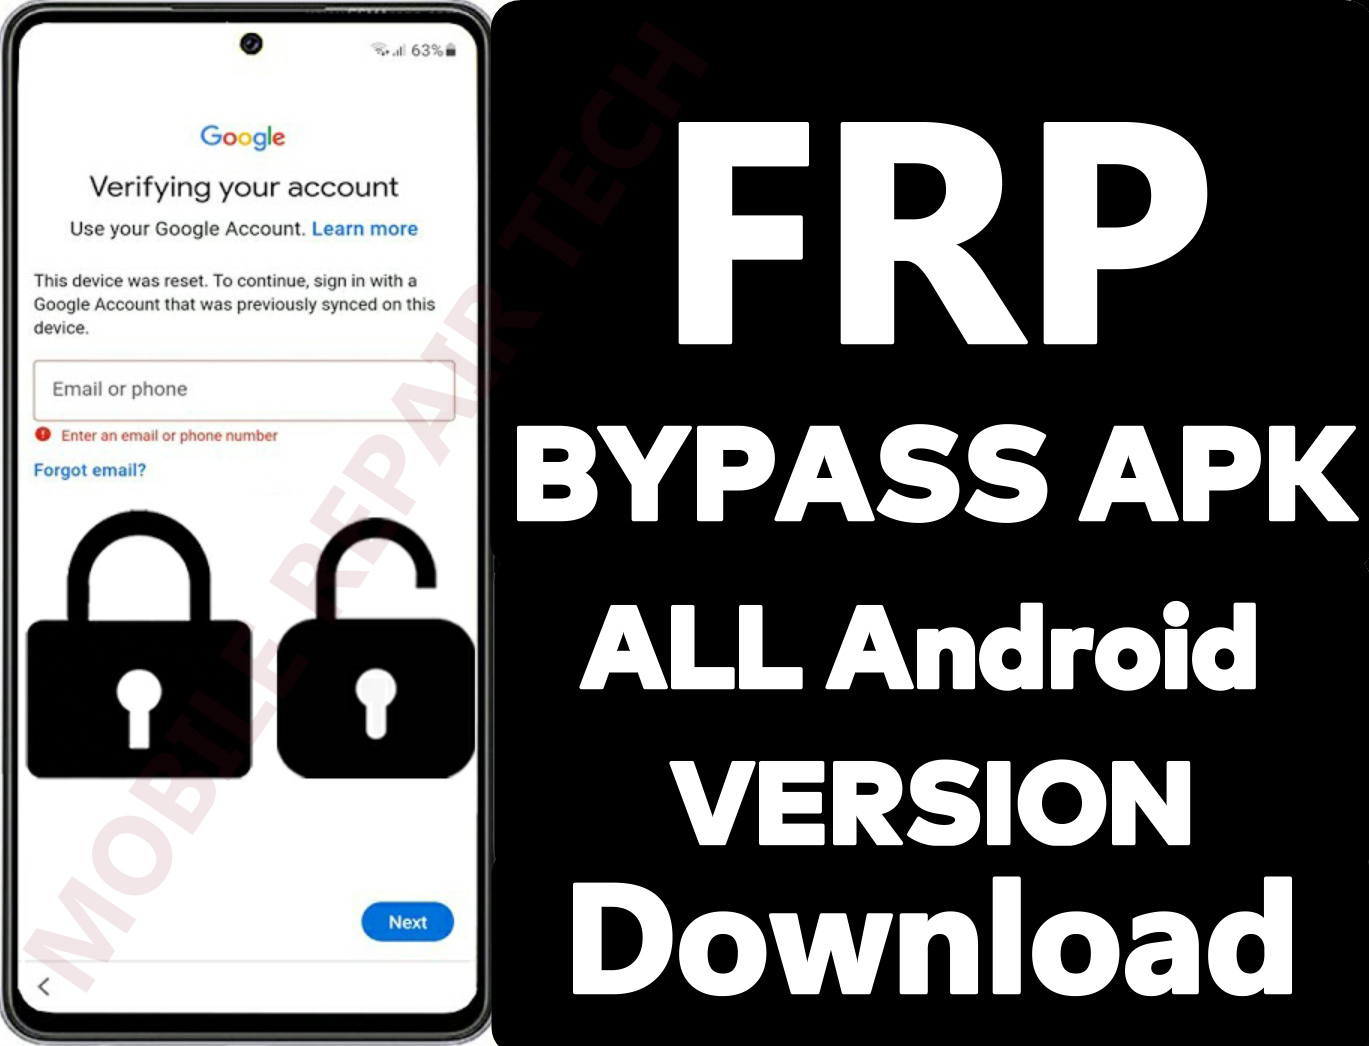 63%
Google
Verifying your account
Use your Google Account. Learn more
This device was reset. To continue, sign in with a
Google Account that was previously synced on this
device.
Email or phone
Enter an email or phone number
Forgot email?
Next
MOBILE REPAIR TECH
FRP
BYPASS APK
ALL Android
VERSION
Download